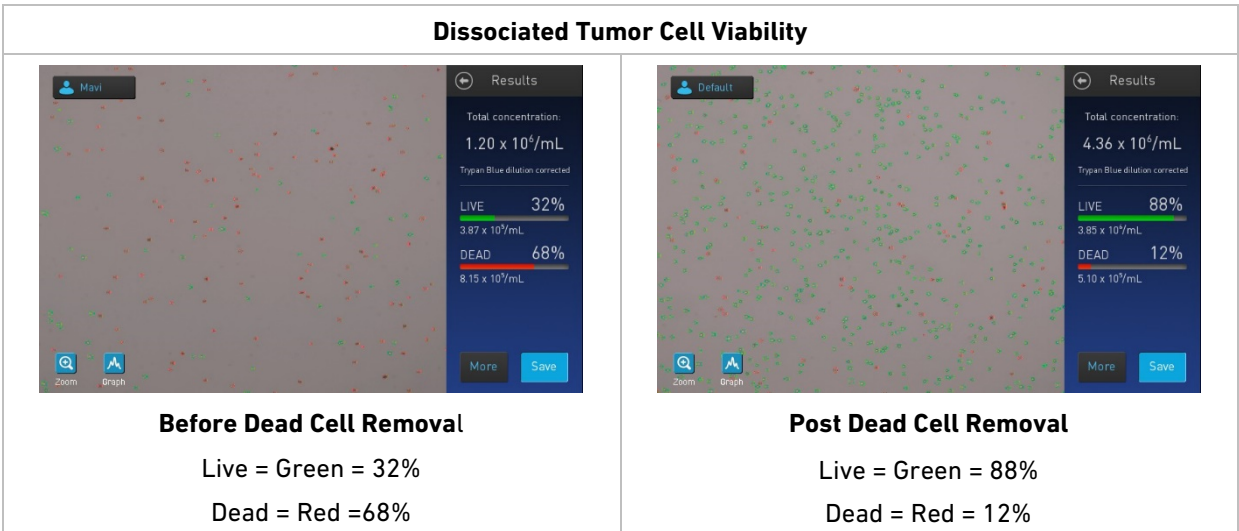 Dissociated Tumor Cell Viability
Mavi
Results
Total concentration:
1.20 x 10⁶/mL
Trypan Blue dilution corrected
LIVE 32%
3.87 x 10⁵/mL
DEAD 68%
8.15 x 10⁵/mL
Zoom
Graph
More
Save
Before Dead Cell Removal
Live = Green = 32%
Dead = Red =68%
Default
Results
Total concentration:
4.36 x 10⁶/mL
Trypan Blue dilution corrected
LIVE 88%
3.85 x 10⁶/mL
DEAD 12%
5.10 x 10⁵/mL
Zoom
Graph
More
Save
Post Dead Cell Removal
Live = Green = 88%
Dead = Red = 12%